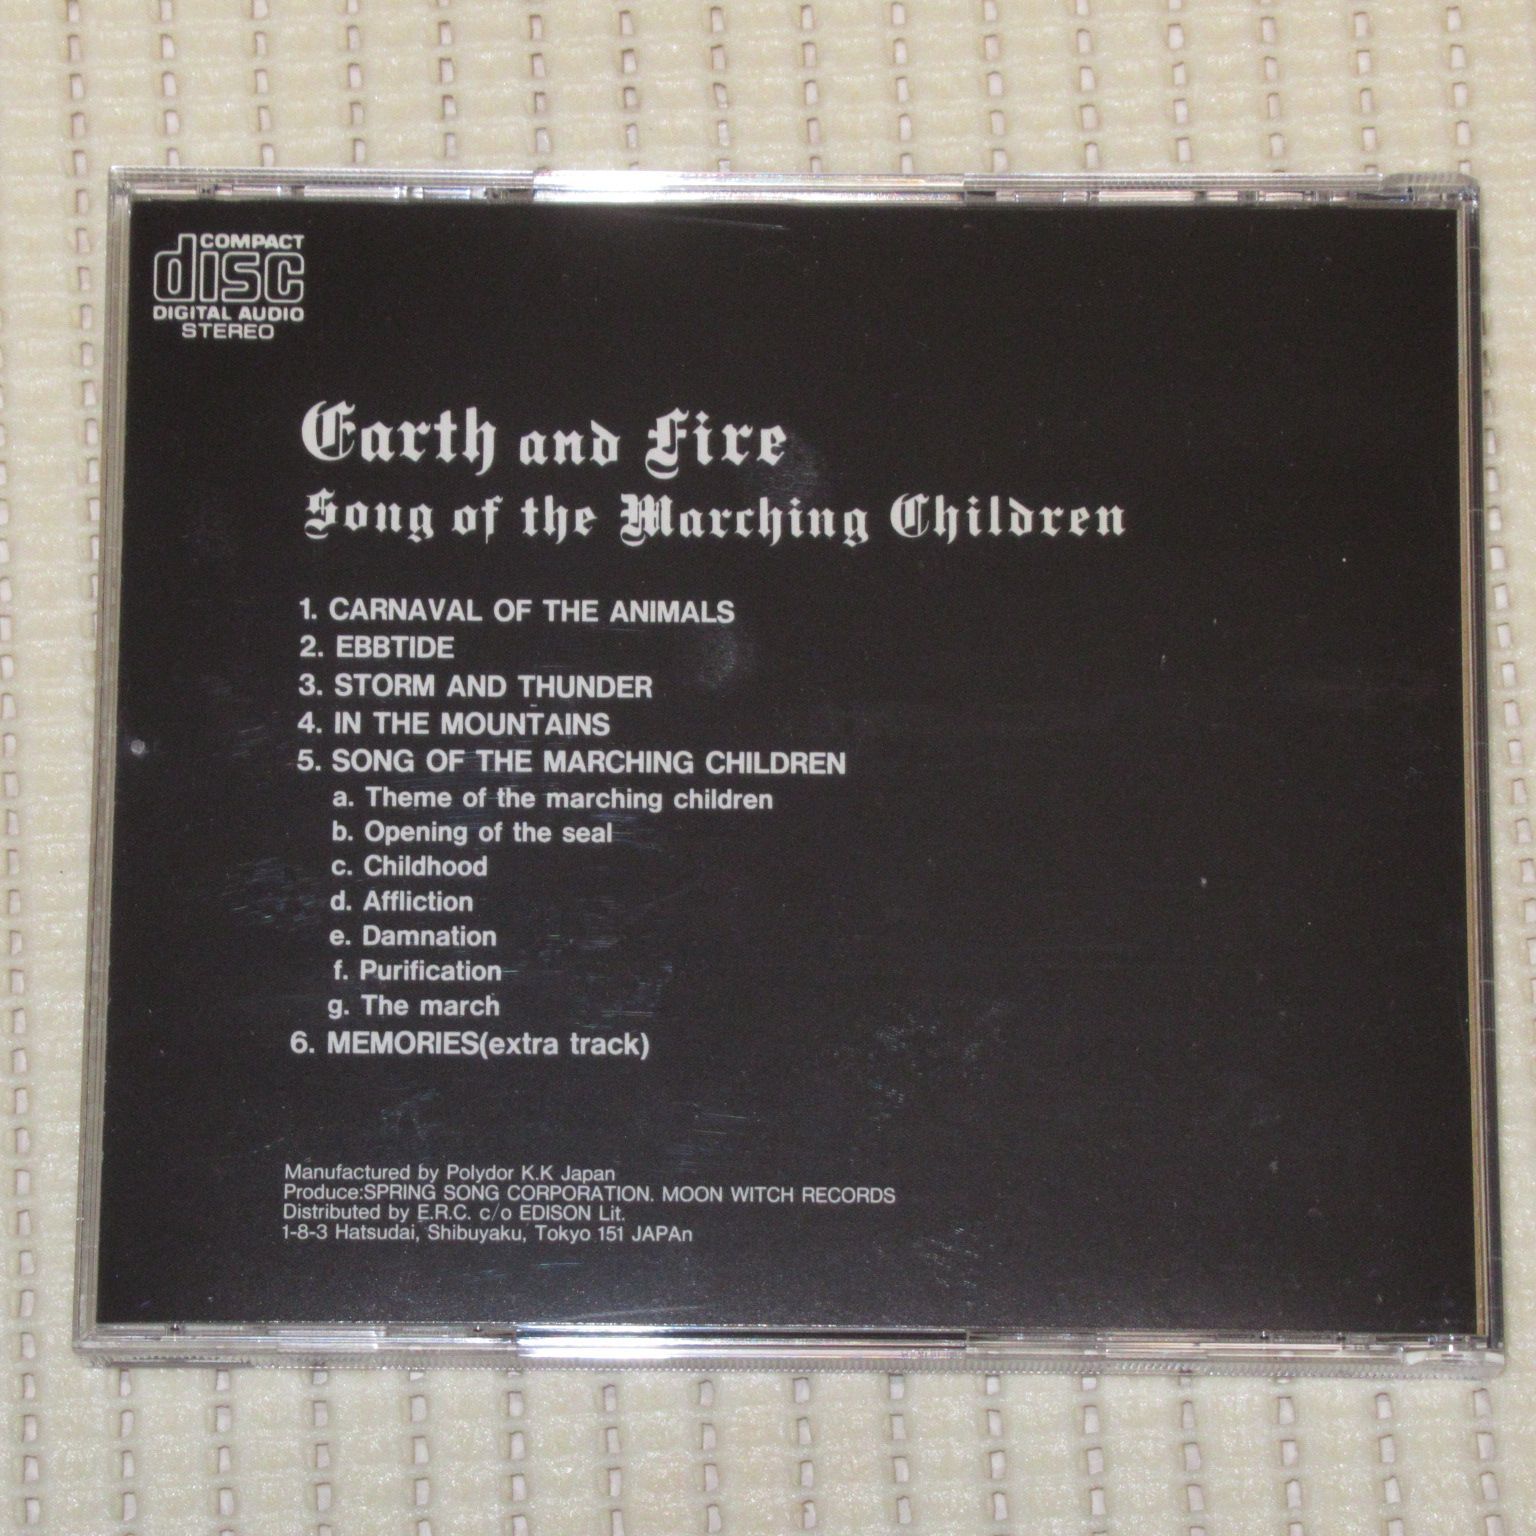 COMPACT
disc
DIGITAL AUDIO
STEREO
Earth and Fire
Song of the Marching Children
1. CARNAVAL OF THE ANIMALS
2. EBBTIDE
3. STORM AND THUNDER
4. IN THE MOUNTAINS
5. SONG OF THE MARCHING CHILDREN
a. Theme of the marching children
b. Opening of the seal
c. Childhood
d. Affliction
e. Damnation
f. Purification
g. The march
6. MEMORIES(extra track)
Manufactured by Polydor K.K Japan
Produce:SPRING SONG CORPORATION. MOON WITCH RECORDS
Distributed by E.R.C. c/o EDISON Lit.
1-8-3 Hatsudai, Shibuyaku, Tokyo 151 JAPAn